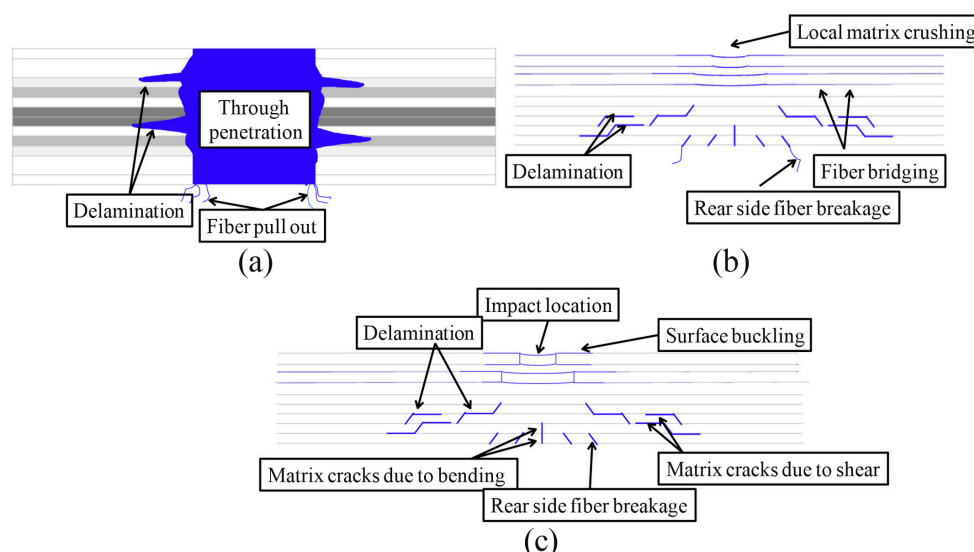 Through
penetration
Delamination
Fiber pull out
(a)
Local matrix crushing
Delamination
Fiber bridging
Rear side fiber breakage
(b)
Impact location
Delamination
Surface buckling
Matrix cracks due to bending
Matrix cracks due to shear
Rear side fiber breakage
(c)